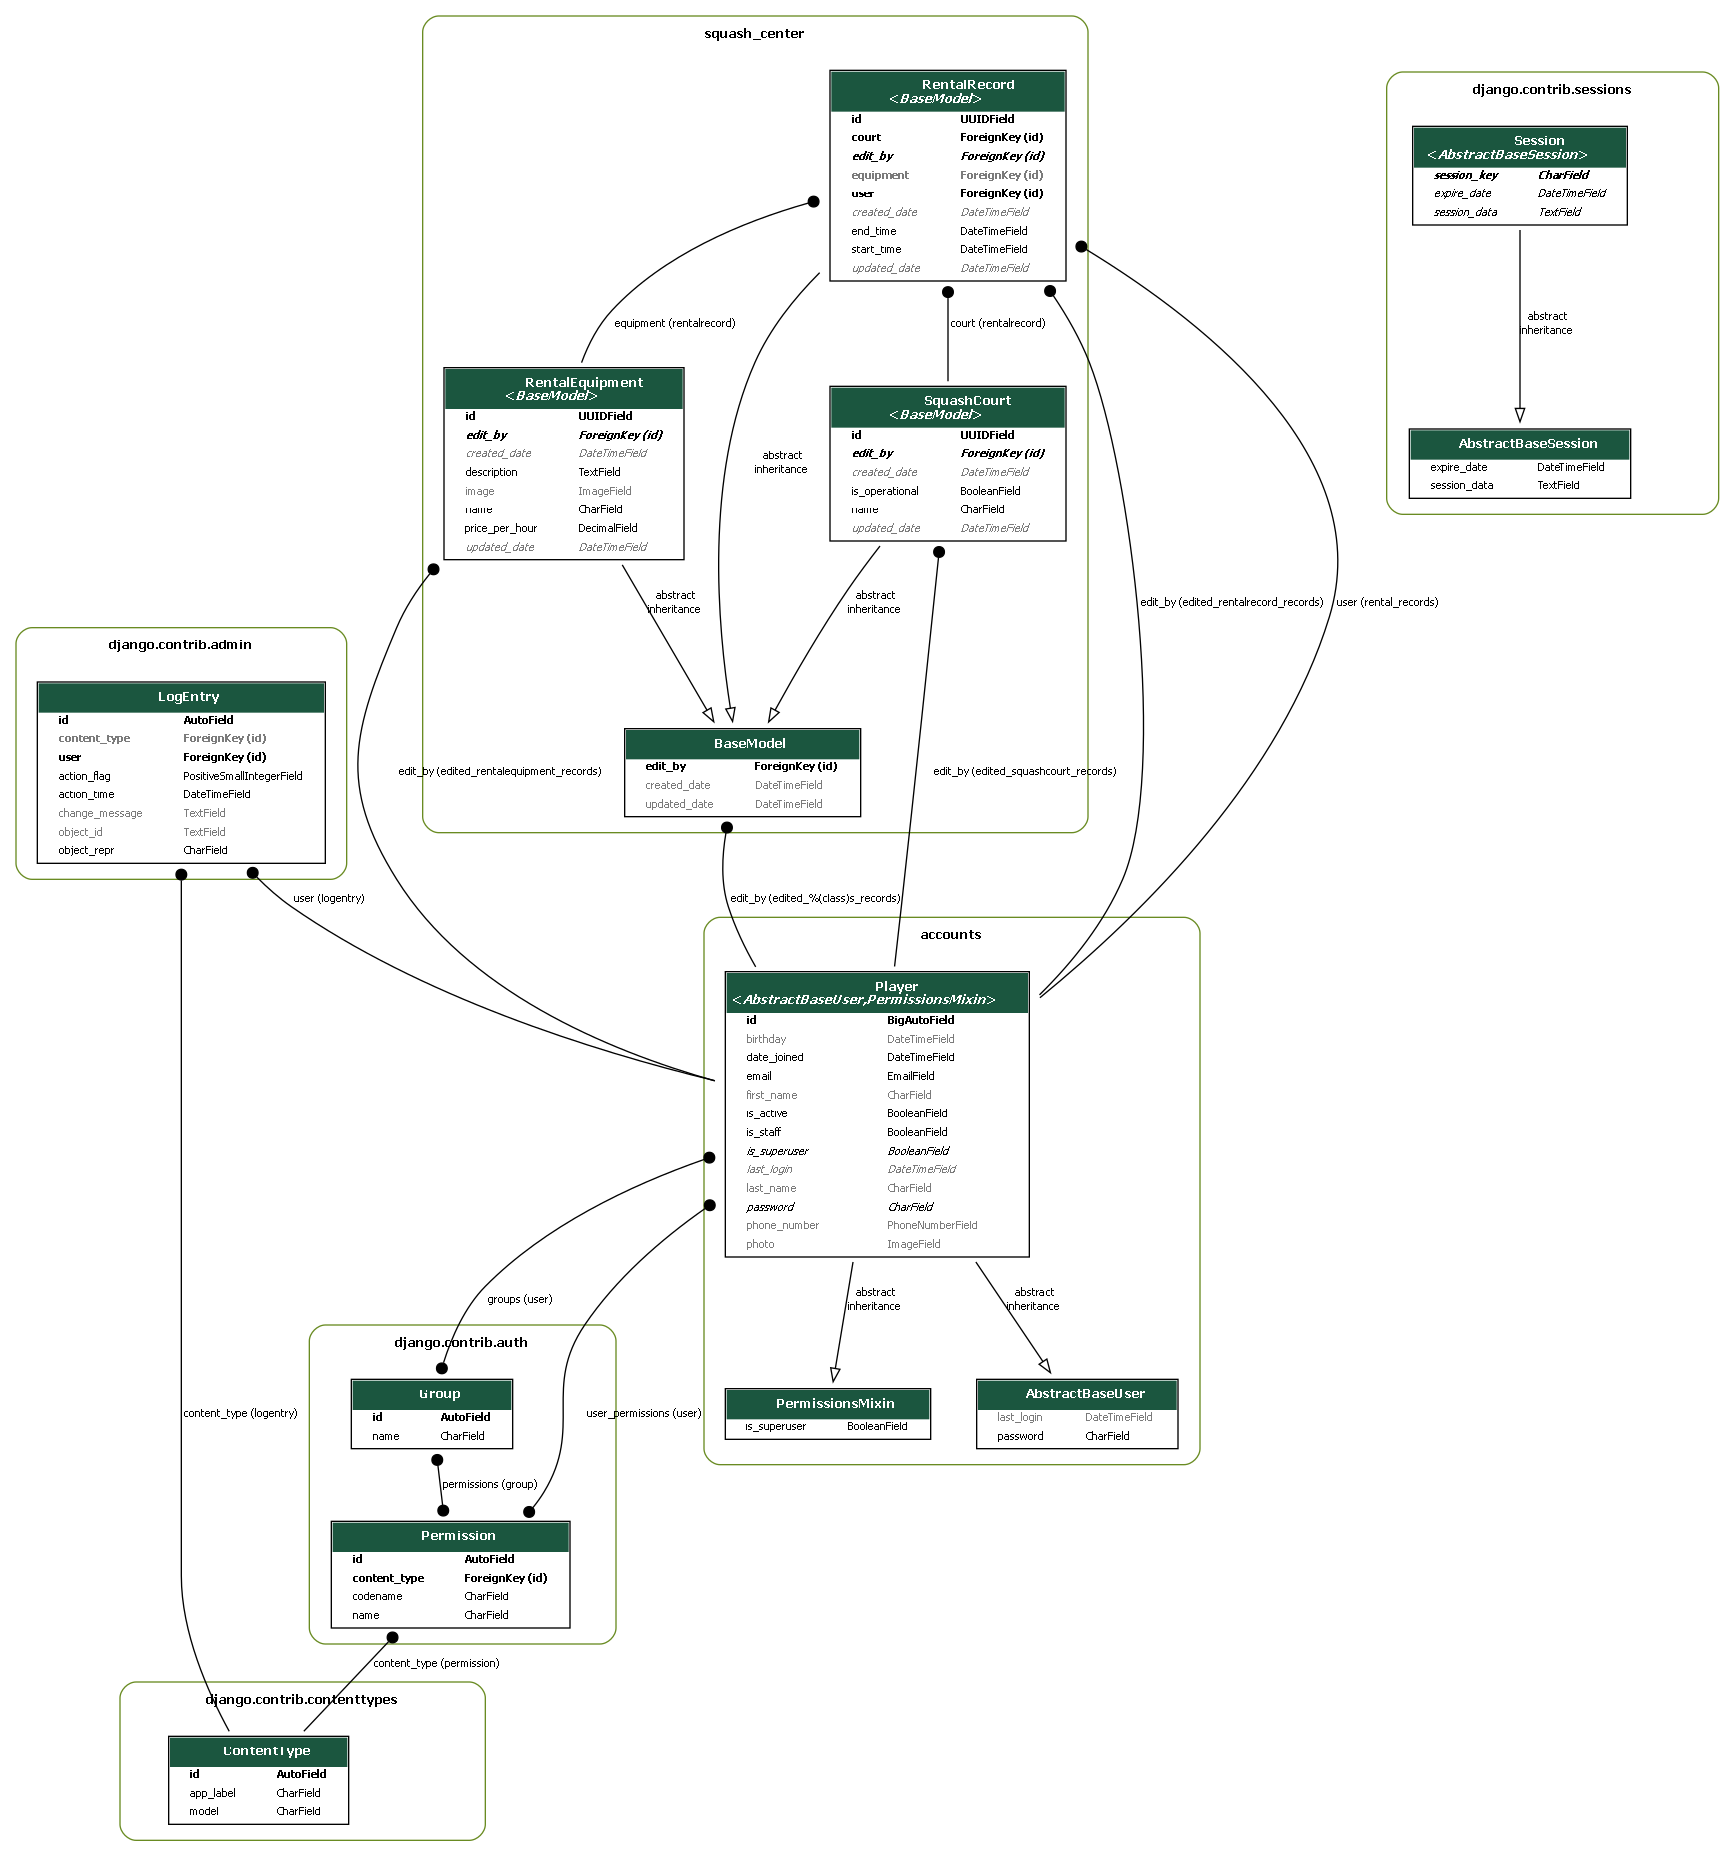 squash_center
RentalRecord
<BaseModel>
id UUIDField
court ForeignKey (id)
edit_by ForeignKey (id)
equipment ForeignKey (id)
user ForeignKey (id)
created_date DateTimeField
end_time DateTimeField
start_time DateTimeField
updated_date DateTimeField
django.contrib.sessions
Session
<AbstractBaseSession>
session_key CharField
expire_date DateTimeField
session_data TextField
abstract
inheritance
AbstractBaseSession
expire_date DateTimeField
session_data TextField
equipment (rentalrecord)
court (rentalrecord)
RentalEquipment
<BaseModel>
id UUIDField
edit_by ForeignKey (id)
created_date DateTimeField
description TextField
image ImageField
name CharField
price_per_hour DecimalField
updated_date DateTimeField
abstract
inheritance
SquashCourt
<BaseModel>
id UUIDField
edit_by ForeignKey (id)
created_date DateTimeField
is_operational BooleanField
name CharField
updated_date DateTimeField
abstract
inheritance
abstract
inheritance
edit_by (edited_rentalrecord_records)
user (rental_records)
django.contrib.admin
LogEntry
id AutoField
content_type ForeignKey (id)
user ForeignKey (id)
action_flag PositiveSmallIntegerField
action_time DateTimeField
change_message TextField
object_id TextField
object_repr CharField
BaseModel
edit_by ForeignKey (id)
created_date DateTimeField
updated_date DateTimeField
edit_by (edited_rentalequipment_records)
edit_by (edited_squashcourt_records)
user (logentry)
edit_by (edited_%(class)s_records)
accounts
Player
<AbstractBaseUser,PermissionsMixin>
id BigAutoField
birthday DateTimeField
date_joined DateTimeField
email EmailField
first_name CharField
is_active BooleanField
is_staff BooleanField
is_superuser BooleanField
last_login DateTimeField
last_name CharField
password CharField
phone_number PhoneNumberField
photo ImageField
abstract
inheritance
abstract
inheritance
groups (user)
django.contrib.auth
Group
id AutoField
name CharField
PermissionsMixin
is_superuser BooleanField
AbstractBaseUser
last_login DateTimeField
password CharField
content_type (logentry)
user_permissions (user)
permissions (group)
Permission
id AutoField
content_type ForeignKey (id)
codename CharField
name CharField
content_type (permission)
django.contrib.contenttypes
ContentType
id AutoField
app_label CharField
model CharField